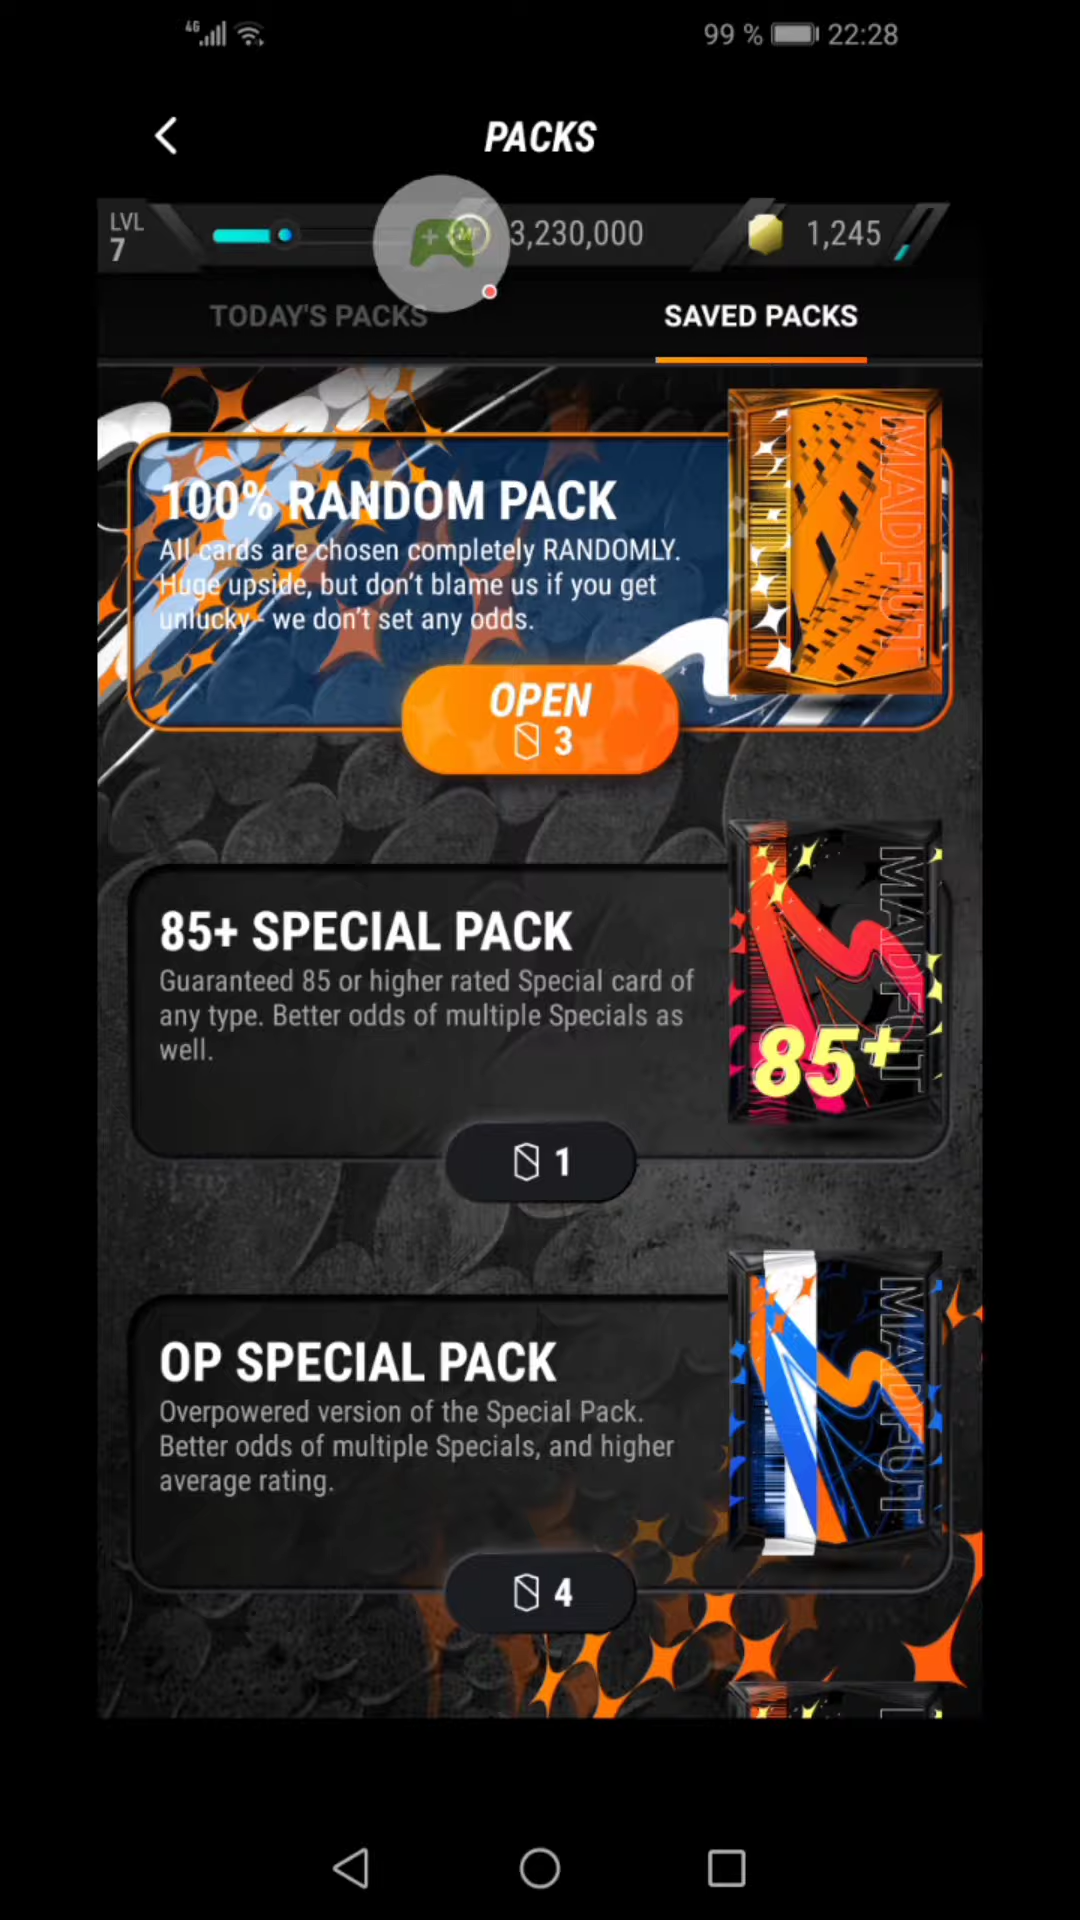 4G
99 % 22:28
PACKS
LVL
7
3,230,000
1,245
TODAY'S PACKS
SAVED PACKS
100% RANDOM PACK
All cards are chosen completely RANDOMLY.
Huge upside, but don't blame us if you get
unlucky - we don't set any odds.
MADFUT
OPEN
3
85+ SPECIAL PACK
Guaranteed 85 or higher rated Special card of
any type. Better odds of multiple Specials as
well.
MADFUT
85+
1
OP SPECIAL PACK
Overpowered version of the Special Pack.
Better odds of multiple Specials, and higher
average rating.
MADFUT
4